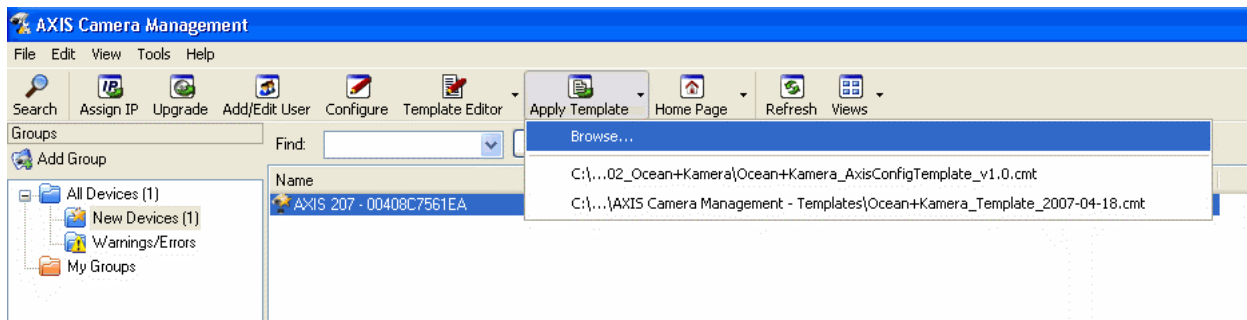 AXIS Camera Management
File Edit View Tools Help
Search Assign IP Upgrade Add/Edit User Configure Template Editor Apply Template Home Page Refresh Views
Groups
Find:
Browse...
Add Group
C:\...02_Ocean+Kamera\Ocean+Kamera_AxisConfigTemplate_v1.0.cmt
Name
All Devices (1)
AXIS 207 - 00408C7561EA
C:\...\AXIS Camera Management - Templates\Ocean+Kamera_Template_2007-04-18.cmt
New Devices (1)
Warnings/Errors
My Groups